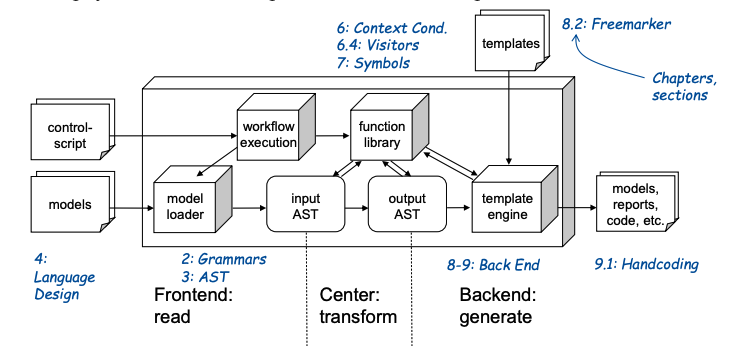 6: Context Cond.
6.4: Visitors
7: Symbols
templates
8.2: Freemarker
Chapters,
sections
control-
script
workflow
execution
function
library
models
model
loader
input
AST
output
AST
template
engine
models,
reports,
code, etc.
4:
Language
Design
2: Grammars
3: AST
8-9: Back End
9.1: Handcoding
Frontend:
read
Center:
transform
Backend:
generate